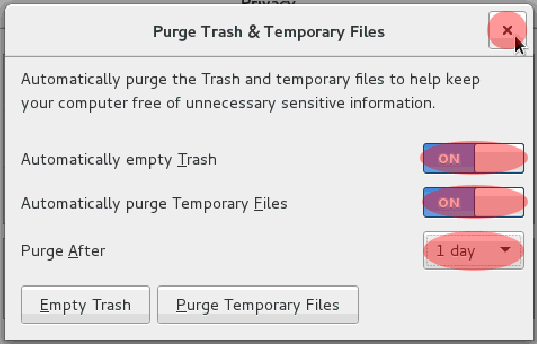 Privacy
Purge Trash & Temporary Files
Automatically purge the Trash and temporary files to help keep
your computer free of unnecessary sensitive information.
Automatically empty Trash ON
Automatically purge Temporary Files ON
Purge After 1 day
Empty Trash Purge Temporary Files